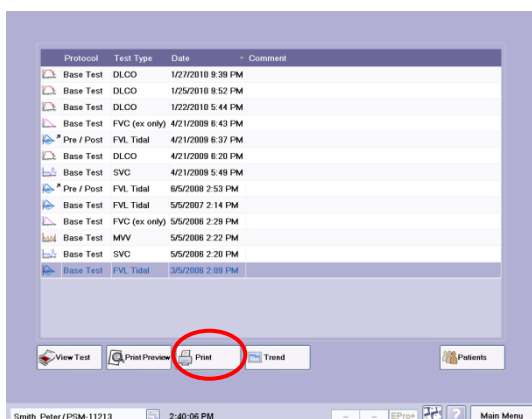 Protocol Test Type Date Comment
Base Test DLCO 1/27/2010 9:39 PM
Base Test DLCO 1/25/2010 9:52 PM
Base Test DLCO 1/22/2010 5:44 PM
Base Test FVC (ex only) 4/21/2009 6:43 PM
Pre / Post FVL Tidal 4/21/2009 6:37 PM
Base Test DLCO 4/21/2009 6:20 PM
Base Test SVC 4/21/2009 5:49 PM
Pre / Post FVL Tidal 6/5/2008 2:53 PM
Base Test FVL Tidal 5/5/2007 2:14 PM
Base Test FVC (ex only) 5/5/2006 2:29 PM
Base Test MVV 5/5/2006 2:22 PM
Base Test SVC 5/5/2006 2:20 PM
Base Test FVL Tidal 3/5/2006 2:09 PM
View Test Print Preview Print Trend Patients
Smith, Peter / PSM-11213 2:40:06 PM -- -- EPro+ ? Main Menu